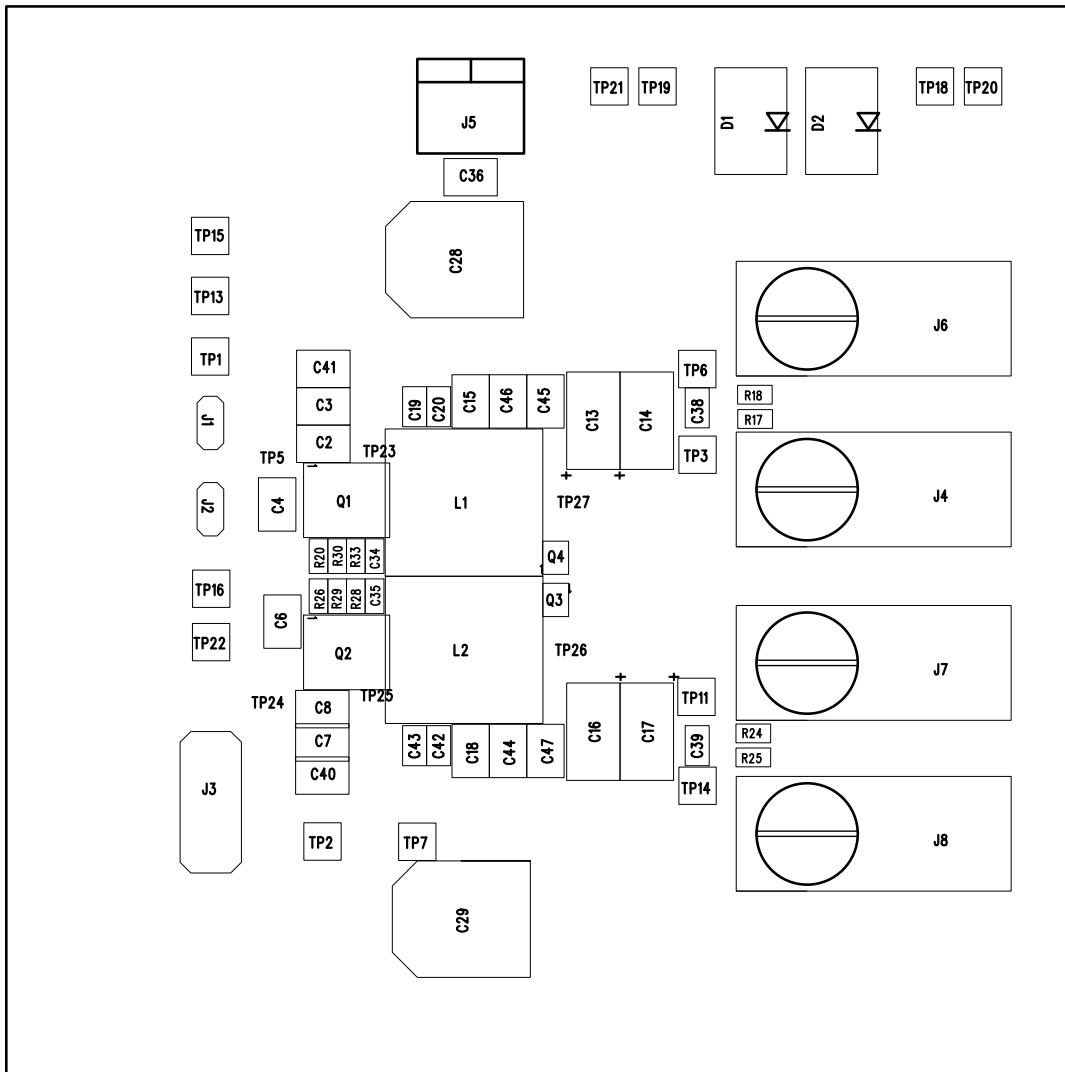 TP21
TP19
TP18
TP20
D1
D2
J5
C36
TP15
C28
TP13
J6
TP1
C41
TP6
C3
C19
C20
C15
C46
C45
C13
C14
C38
R18
R17
J1
C2
TP5
TP23
TP3
J2
C4
1
Q1
L1
TP27
J4
R20
R30
R33
C34
Q4
1
TP16
R26
R29
R28
C35
Q3
1
C6
1
TP22
Q2
L2
TP26
J7
TP24
TP25
TP11
C8
C7
C43
C42
C18
C44
C47
C16
C17
C39
R24
R25
C40
J3
TP14
TP2
TP7
J8
C29